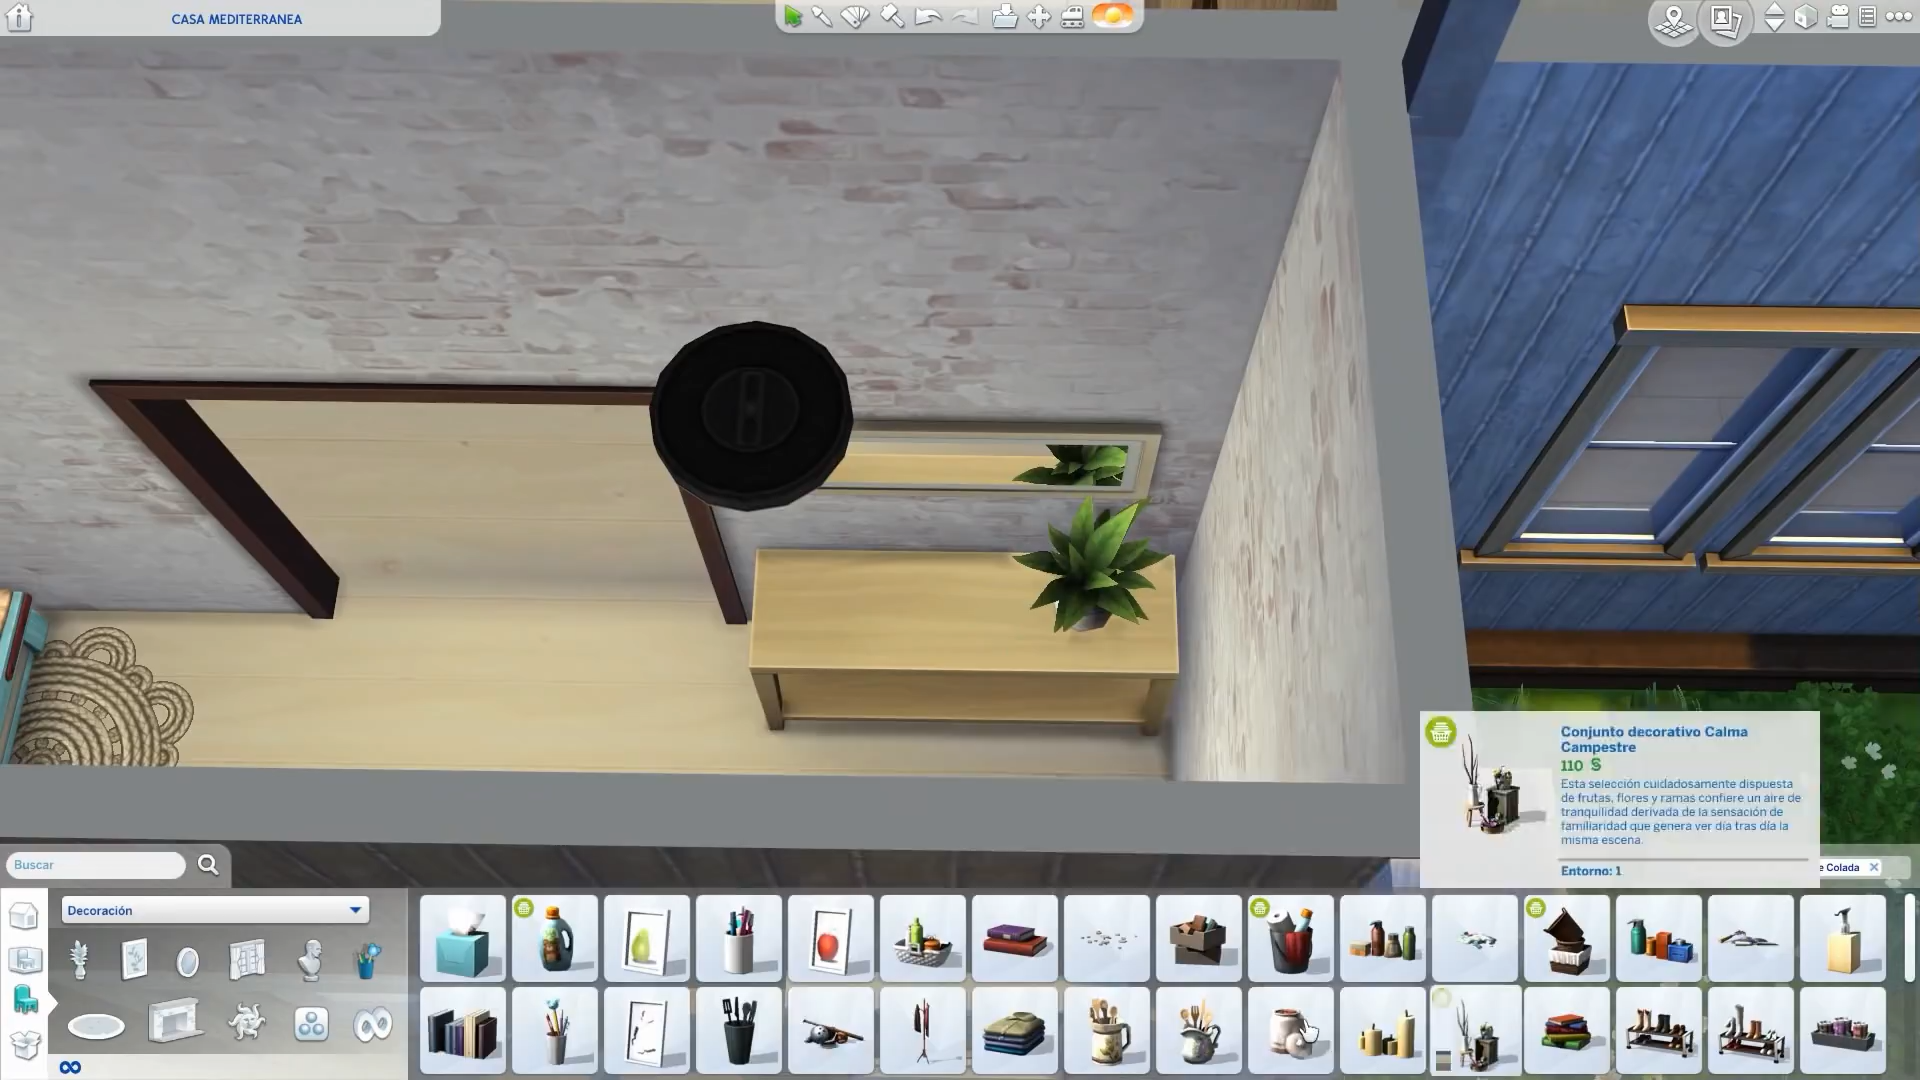 CASA MEDITERRANEA
Conjunto decorativo Calma
Campestre
110 §
Esta selección cuidadosamente dispuesta
de frutas, flores y ramas confiere un aire de
tranquilidad derivada de la sensación de
familiaridad que genera ver día tras día la
misma escena.
Entorno: 1
Buscar
e Colada
Decoración